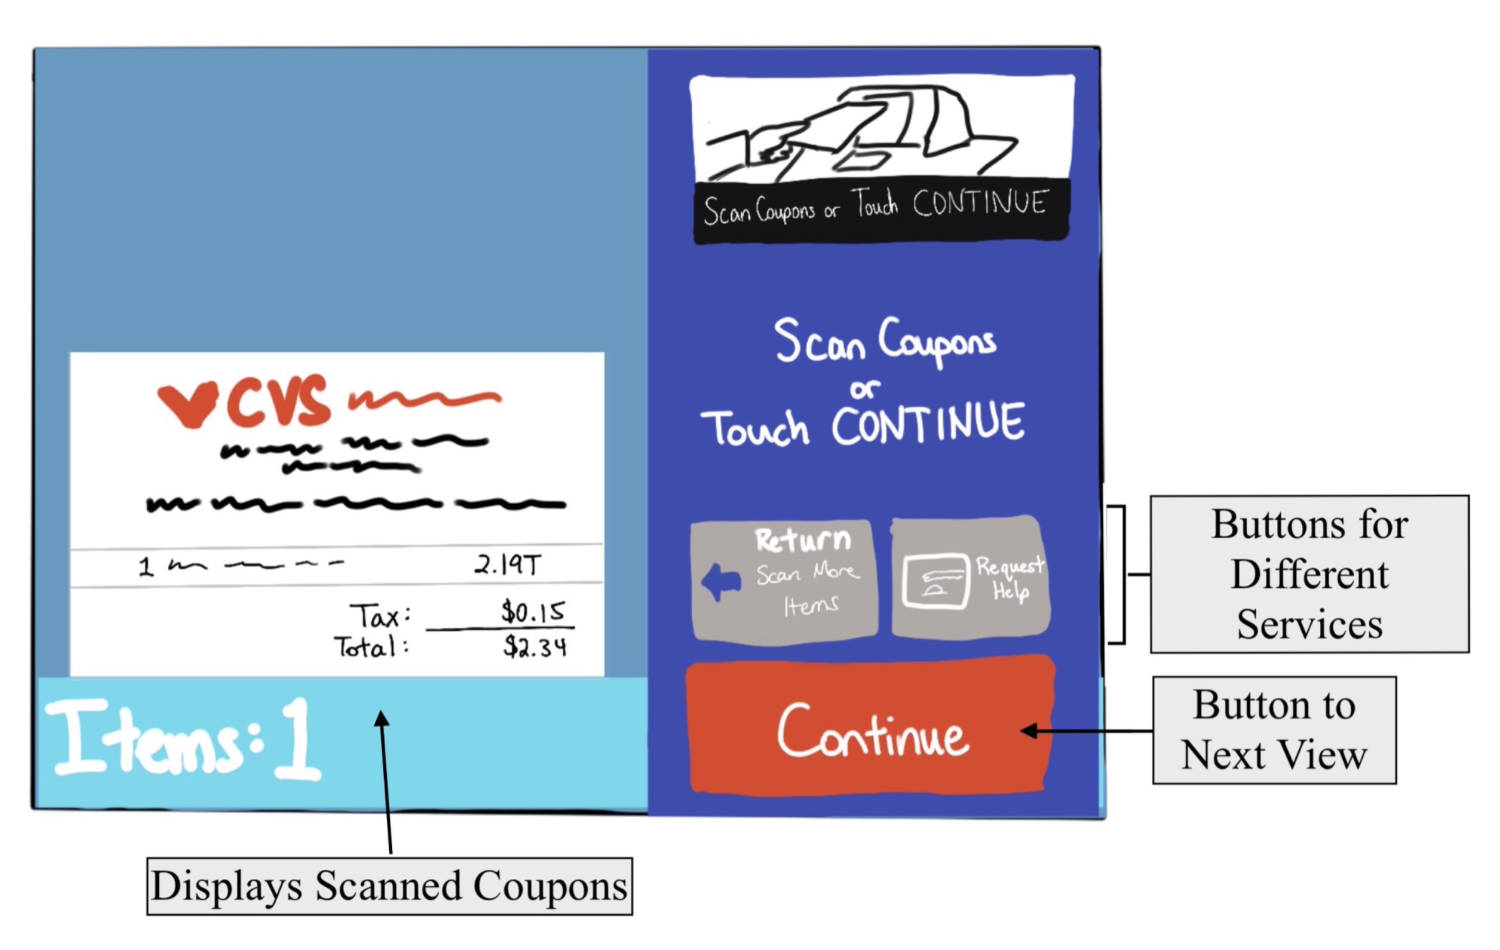 Scan Coupons or Touch CONTINUE
Scan Coupons
or
Touch CONTINUE
CVS
1 2.19T
Tax: $0.15
Total: $2.34
Items: 1
Return
Scan More
Items
Request
Help
Continue
Buttons for
Different
Services
Button to
Next View
Displays Scanned Coupons